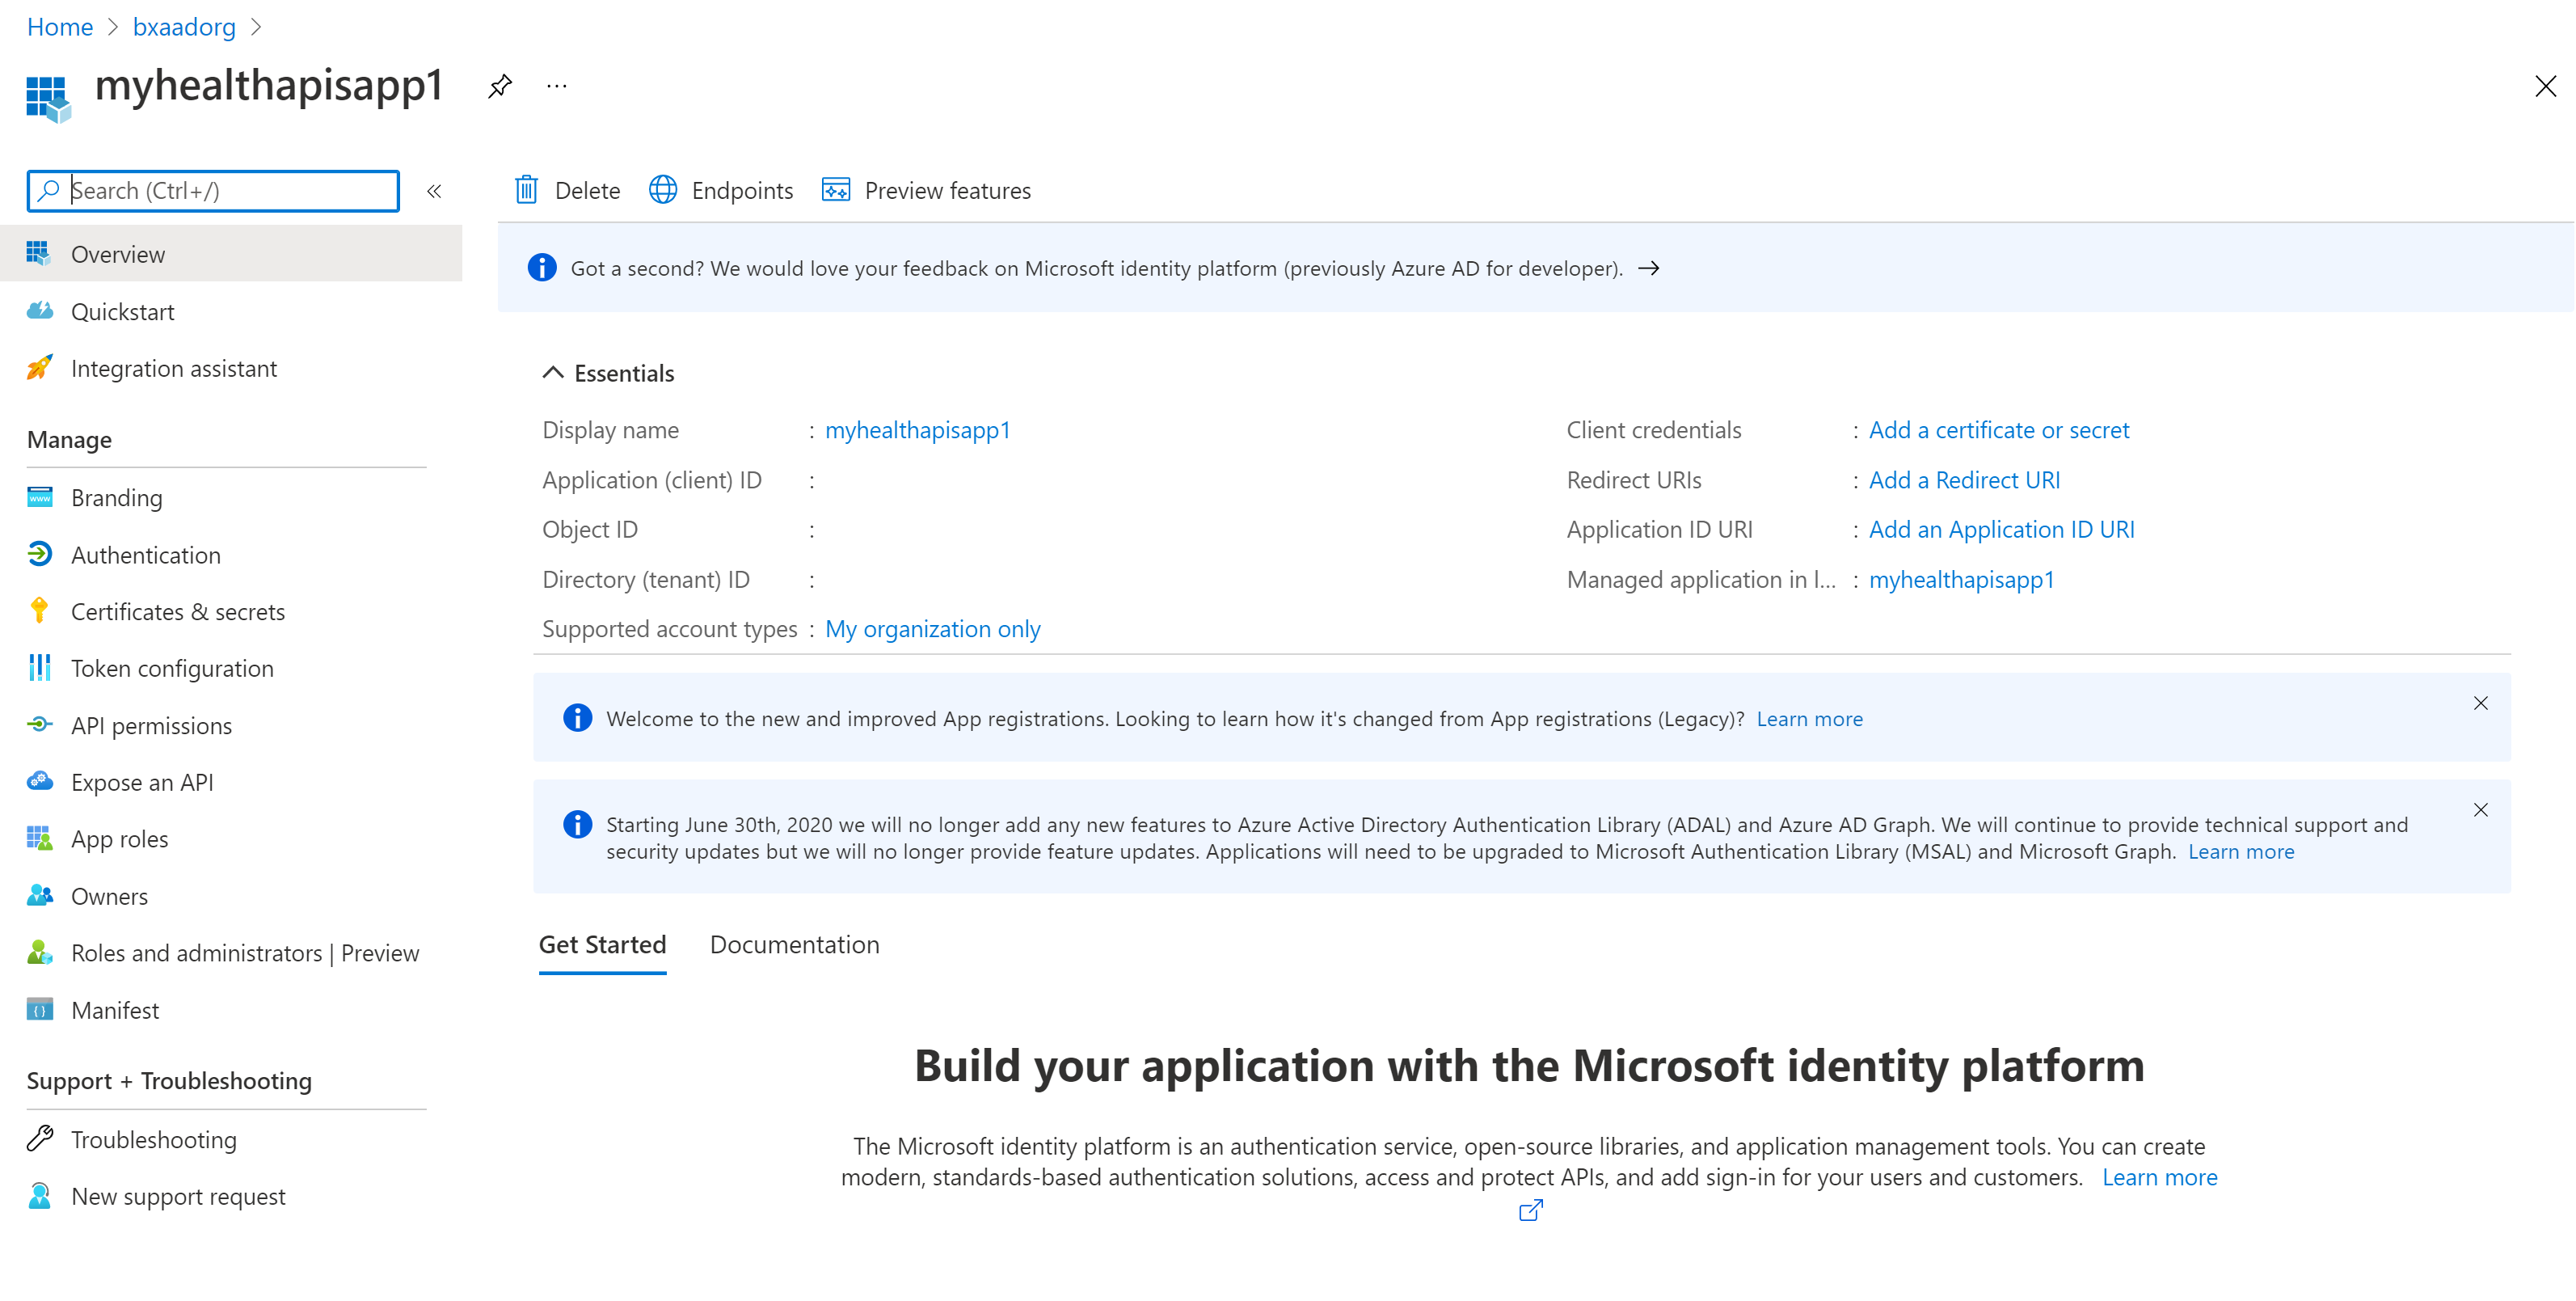 Home > bxaadorg >
myhealthapisapp1 ...
Search (Ctrl+/) «
Overview
Quickstart
Integration assistant
Manage
Branding
Authentication
Certificates & secrets
Token configuration
API permissions
Expose an API
App roles
Owners
Roles and administrators | Preview
Manifest
Support + Troubleshooting
Troubleshooting
New support request
Delete Endpoints Preview features
Got a second? We would love your feedback on Microsoft identity platform (previously Azure AD for developer). →
Essentials
Display name : myhealthapisapp1
Application (client) ID :
Object ID :
Directory (tenant) ID :
Supported account types : My organization only
Client credentials : Add a certificate or secret
Redirect URIs : Add a Redirect URI
Application ID URI : Add an Application ID URI
Managed application in l... : myhealthapisapp1
Welcome to the new and improved App registrations. Looking to learn how it's changed from App registrations (Legacy)? Learn more
Starting June 30th, 2020 we will no longer add any new features to Azure Active Directory Authentication Library (ADAL) and Azure AD Graph. We will continue to provide technical support and
security updates but we will no longer provide feature updates. Applications will need to be upgraded to Microsoft Authentication Library (MSAL) and Microsoft Graph. Learn more
Get Started Documentation
Build your application with the Microsoft identity platform
The Microsoft identity platform is an authentication service, open-source libraries, and application management tools. You can create
modern, standards-based authentication solutions, access and protect APIs, and add sign-in for your users and customers. Learn more